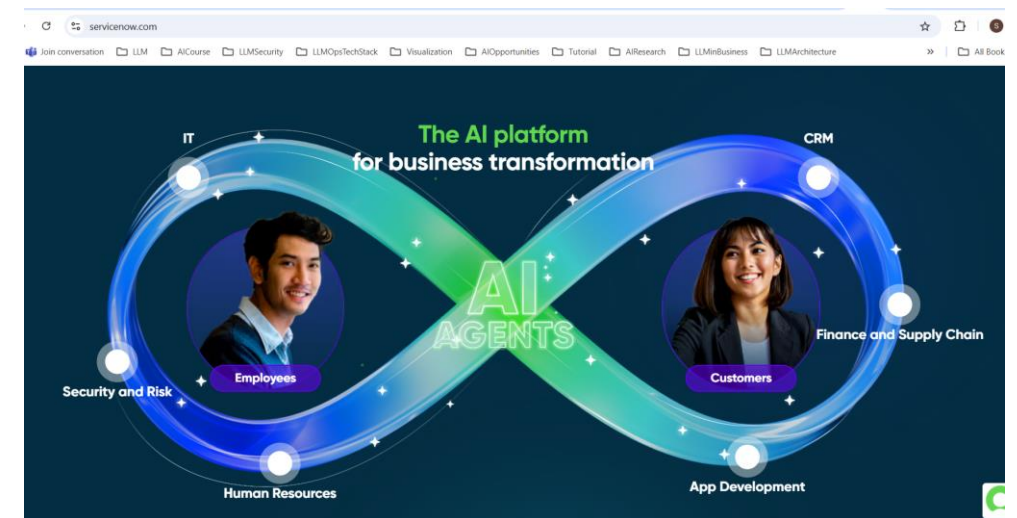 servicenow.com
S
Join conversation LLM AICourse LLMSecurity LLMOpsTechStack Visualization AIOpportunities Tutorial AIResearch LLMinBusiness LLMArchitecture » All Book
The AI platform
for business transformation
IT
CRM
AI
AGENTS
Employees
Customers
Finance and Supply Chain
Security and Risk
Human Resources
App Development